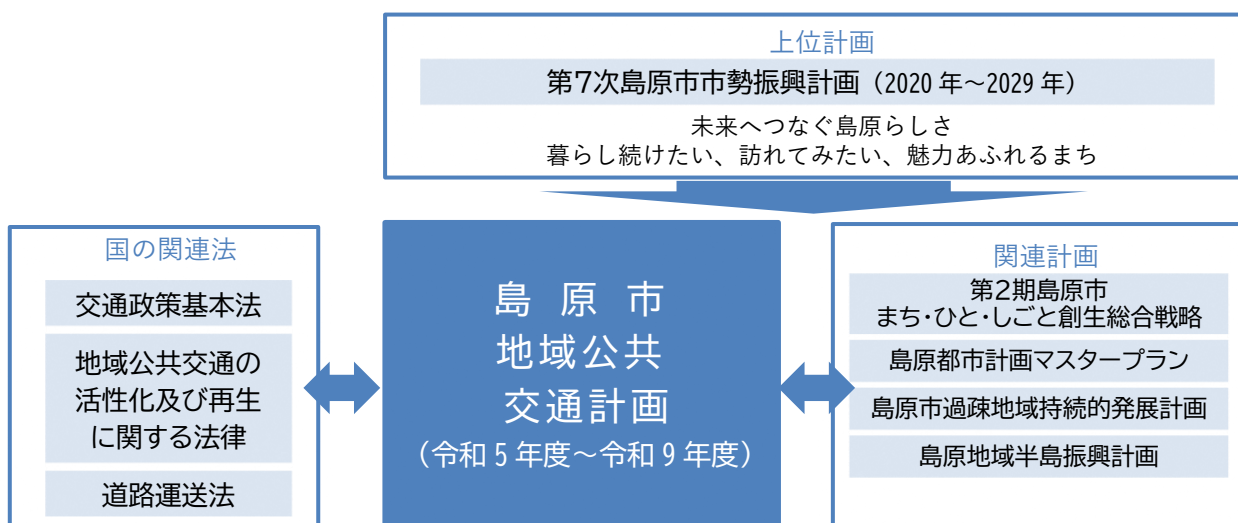 上位計画
第7次島原市市勢振興計画（2020年～2029年）
未来へつなぐ島原らしさ
暮らし続けたい、訪れてみたい、魅力あふれるまち
国の関連法
交通政策基本法
地域公共交通の
活性化及び再生
に関する法律
道路運送法
島原市
地域公共
交通計画
（令和5年度～令和9年度）
関連計画
第2期島原市
まち・ひと・しごと創生総合戦略
島原都市計画マスタープラン
島原市過疎地域持続的発展計画
島原地域半島振興計画